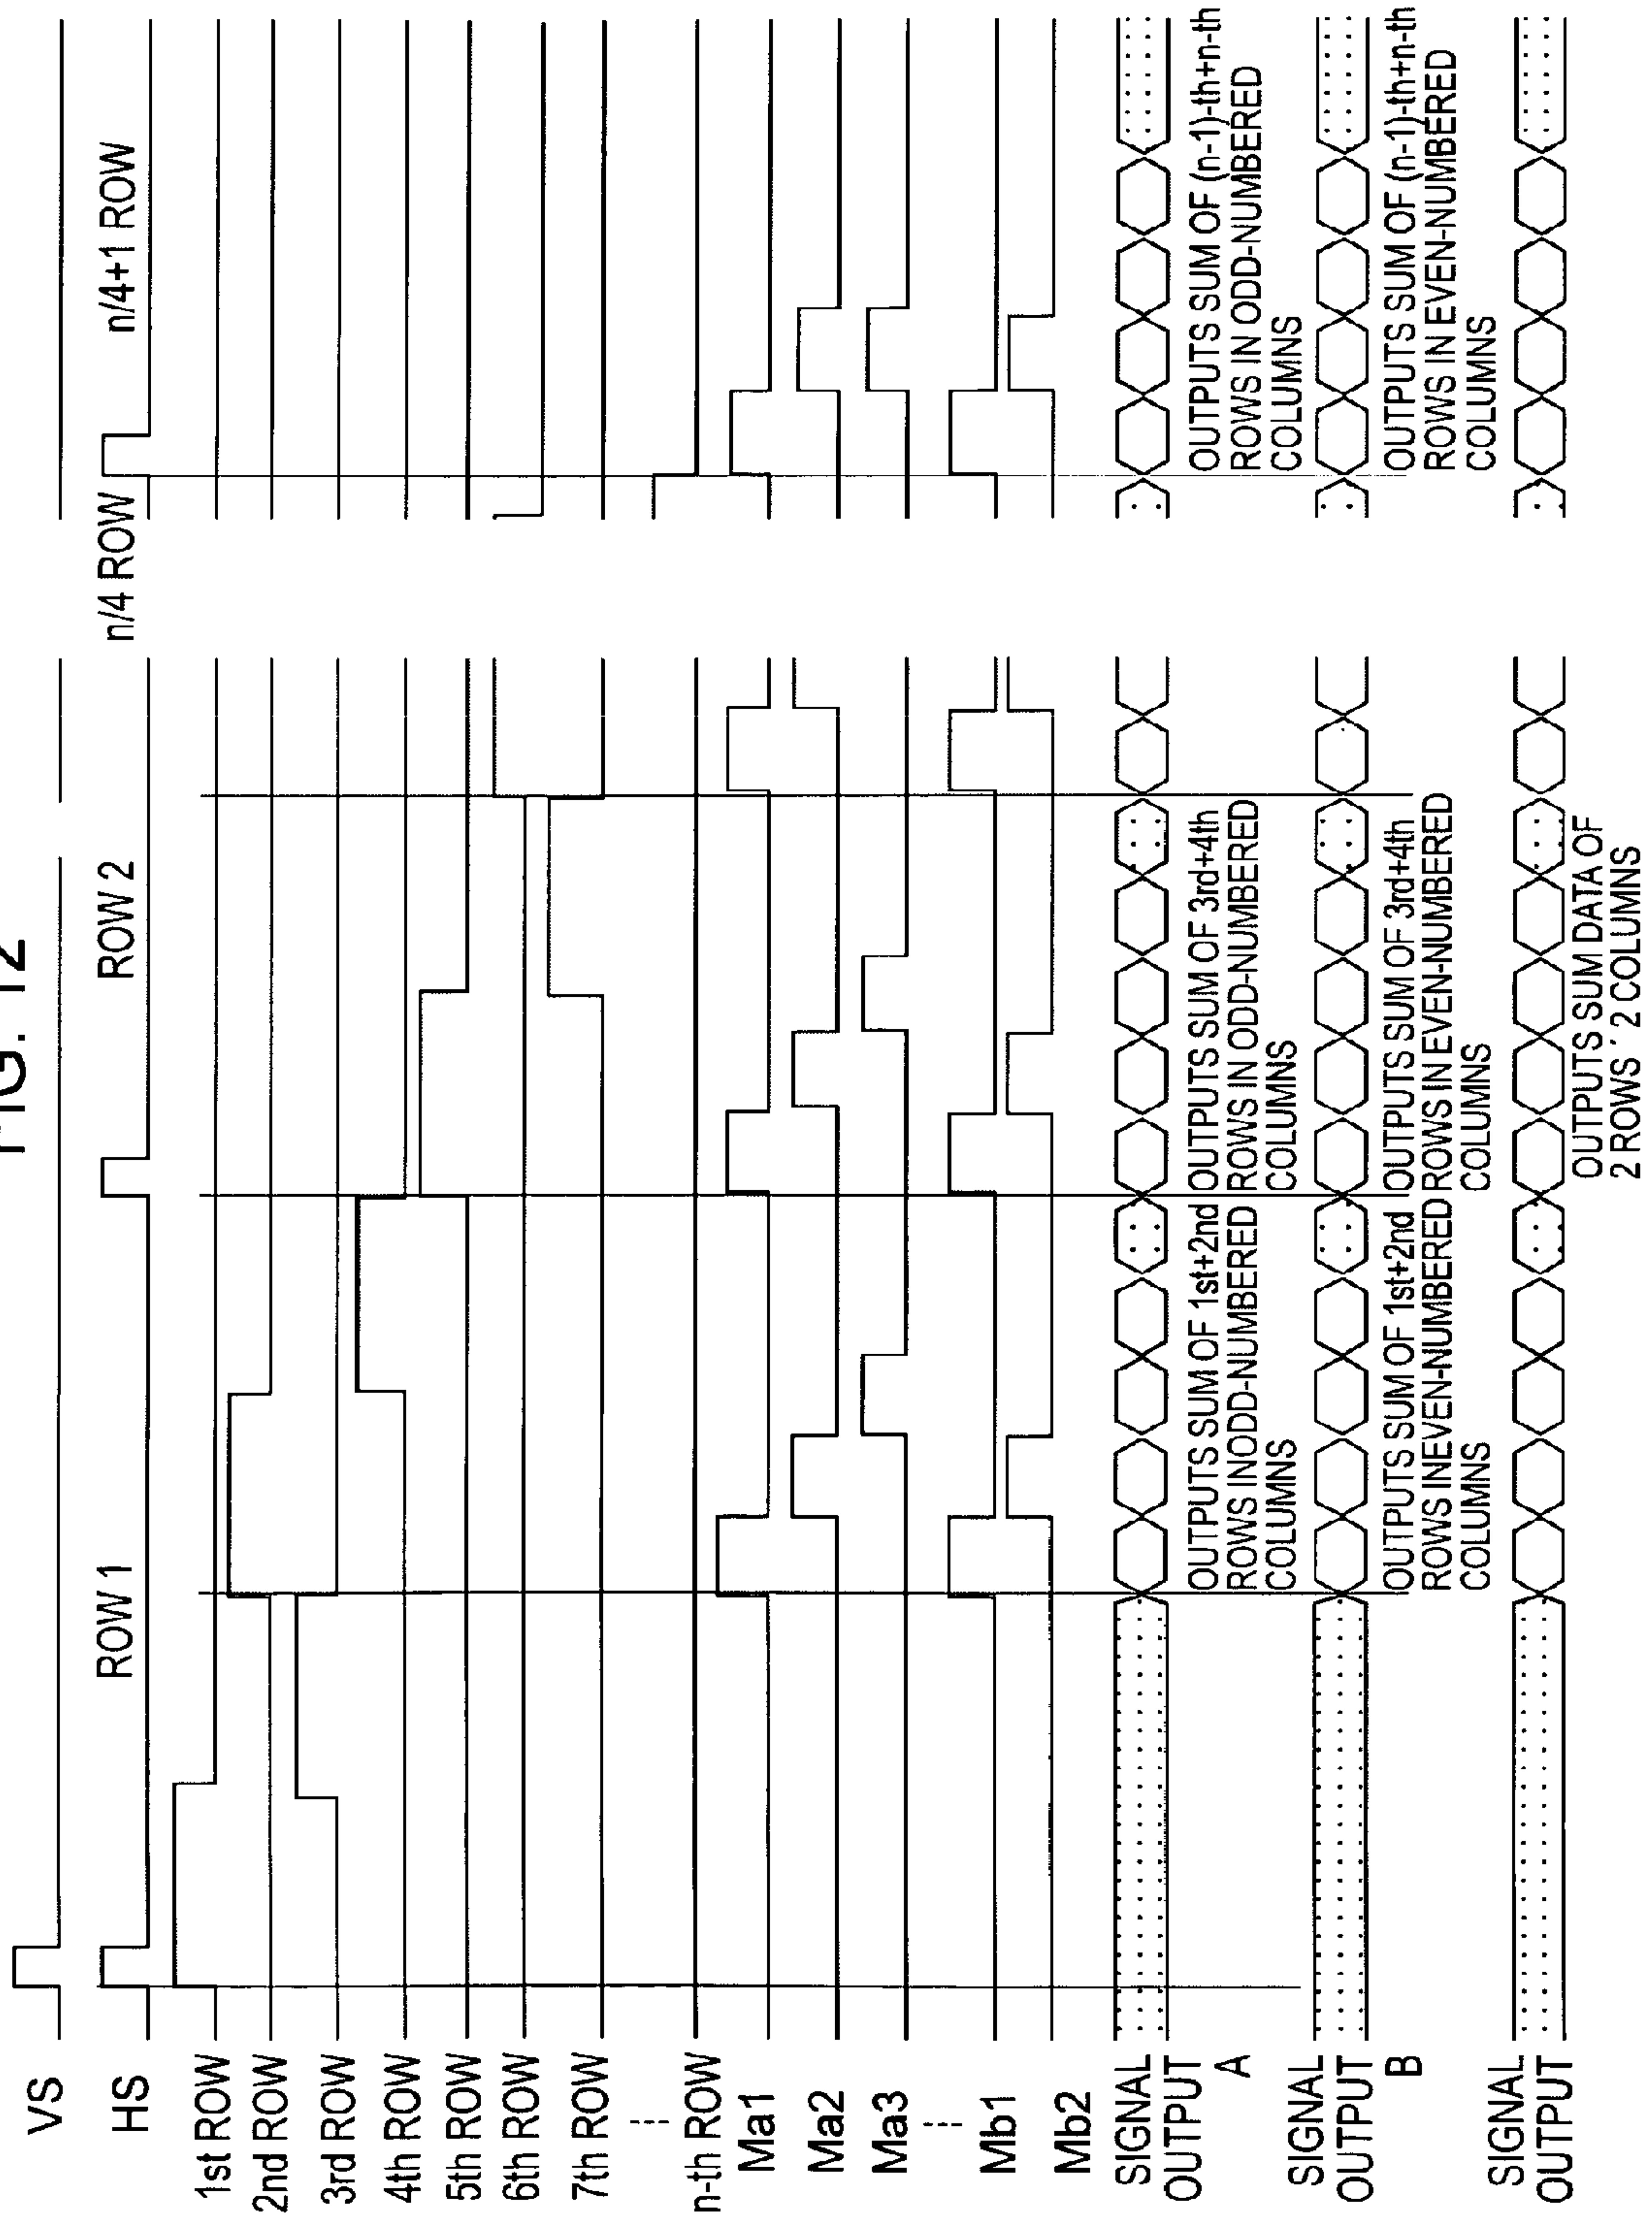 FIG. 12
VS
HS
ROW 1
ROW 2
n/4 ROW
n/4+1 ROW
1st ROW
2nd ROW
3rd ROW
4th ROW
5th ROW
6th ROW
7th ROW
n-th ROW
Ma1
Ma2
Ma3
Mb1
Mb2
SIGNAL
OUTPUT
A
OUTPUTS SUM OF 1st+2nd
ROWS INODD-NUMBERED
COLUMNS
OUTPUTS SUM OF 3rd+4th
ROWS IN ODD-NUMBERED
COLUMNS
OUTPUTS SUM OF (n-1)-th+n-th
ROWS IN ODD-NUMBERED
COLUMNS
SIGNAL
OUTPUT
B
OUTPUTS SUM OF 1st+2nd
ROWS INEVEN-NUMBERED
COLUMNS
OUTPUTS SUM OF 3rd+4th
ROWS IN EVEN-NUMBERED
COLUMNS
OUTPUTS SUM OF (n-1)-th+n-th
ROWS IN EVEN-NUMBERED
COLUMNS
SIGNAL
OUTPUT
OUTPUTS SUM DATA OF
2 ROWS ´ 2 COLUMNS